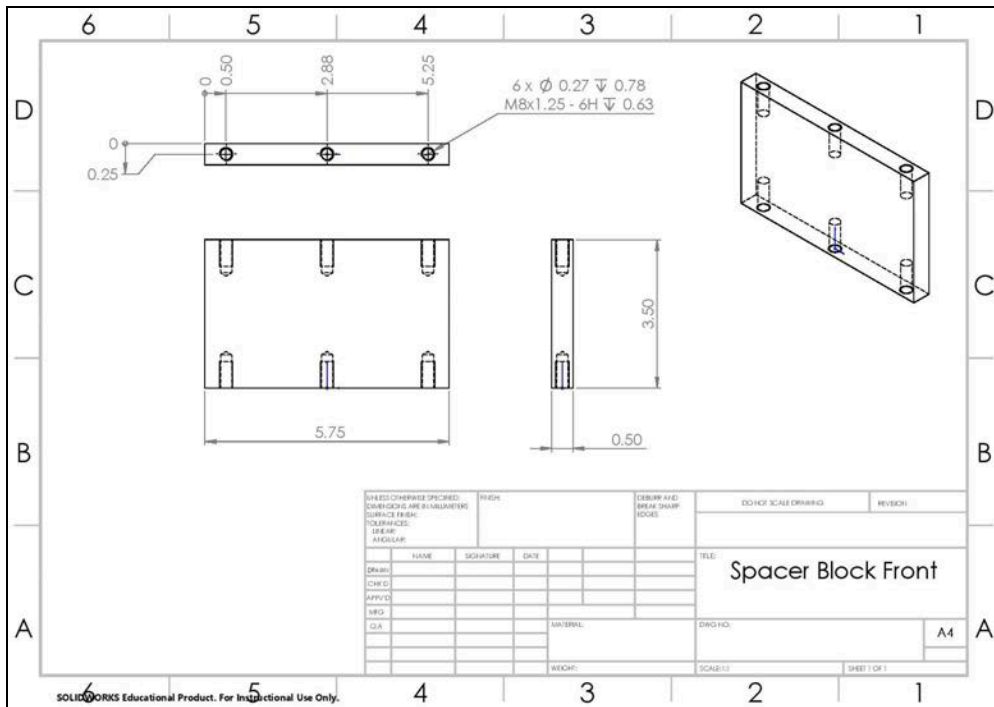 6 5 4 3 2 1
D D
C C
B B
A A
0
0.50
2.88
5.25
6 x Ø 0.27 ↧ 0.78
M8x1.25 - 6H ↧ 0.63
0
0.25
3.50
5.75
0.50
UNLESS OTHERWISE SPECIFIED:
DIMENSIONS ARE IN MILLIMETERS
SURFACE FINISH:
TOLERANCES:
LINEAR:
ANGULAR:
FINISH:
DEBURR AND
BREAK SHARP
EDGES
DO NOT SCALE DRAWING
REVISION
NAME SIGNATURE DATE
DRAWN
CHK'D
APPV'D
MFG
Q.A
TITLE:
Spacer Block Front
MATERIAL:
DWG NO.
A4
WEIGHT:
SCALE:1:2
SHEET 1 OF 1
SOLIDWORKS Educational Product. For Instructional Use Only.
6 5 4 3 2 1